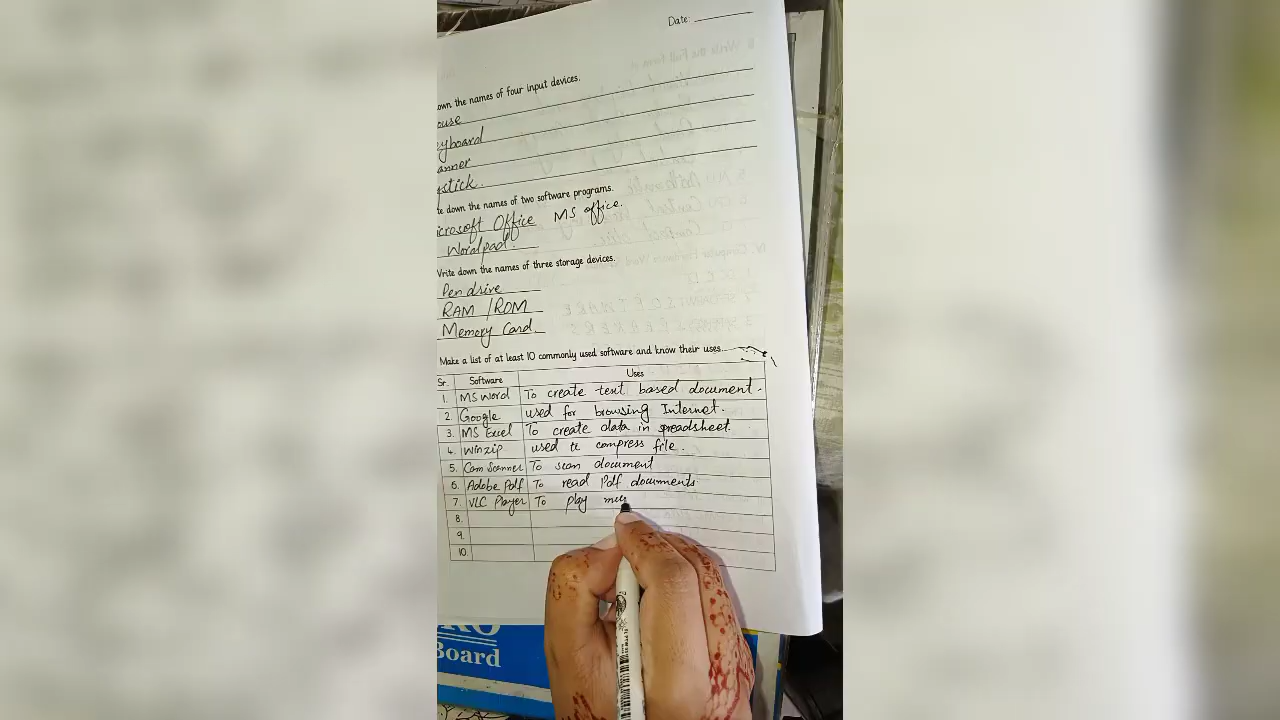 Date:
own the names of four input devices.
ouse
eyboard
anner
ystick.
te down the names of two software programs.
icrosoft Office MS office.
Wordpad.
Write down the names of three storage devices.
Pen drive
RAM / ROM
Memory Card.
Make a list of at least 10 commonly used software and know their uses.
Sr. Software Uses
1. MS Word To create text based document.
2. Google used for browsing Internet.
3. MS Excel To create data in spreadsheet.
4. Winzip used to compress file.
5. Cam Scanner To scan document
6. Adobe Pdf To read Pdf documents
7. VLC Player To play mus
8.
9.
10.
RO
Board